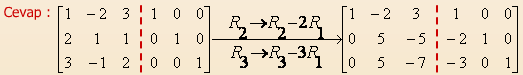 Cevap : [1 -2 3 | 1 0 0; 2 1 1 | 0 1 0; 3 -1 2 | 0 0 1] R₂→R₂-2R₁ R₃→R₃-3R₁ [1 -2 3 | 1 0 0; 0 5 -5 | -2 1 0; 0 5 -7 | -3 0 1]